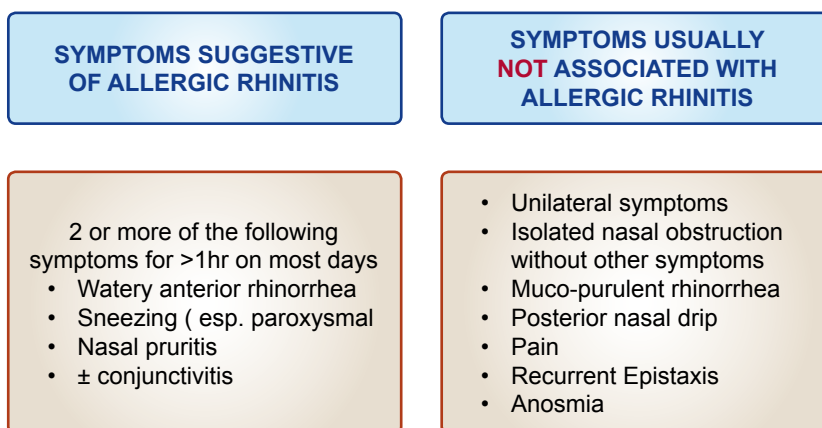 SYMPTOMS SUGGESTIVE
OF ALLERGIC RHINITIS
SYMPTOMS USUALLY
NOT ASSOCIATED WITH
ALLERGIC RHINITIS
2 or more of the following
symptoms for >1hr on most days
• Watery anterior rhinorrhea
• Sneezing ( esp. paroxysmal
• Nasal pruritis
• ± conjunctivitis
• Unilateral symptoms
• Isolated nasal obstruction
without other symptoms
• Muco-purulent rhinorrhea
• Posterior nasal drip
• Pain
• Recurrent Epistaxis
• Anosmia